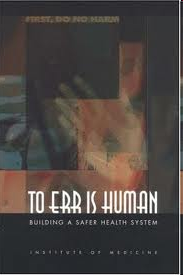 FIRST, DO NO HARM
TO ERR IS HUMAN
BUILDING A SAFER HEALTH SYSTEM
INSTITUTE OF MEDICINE